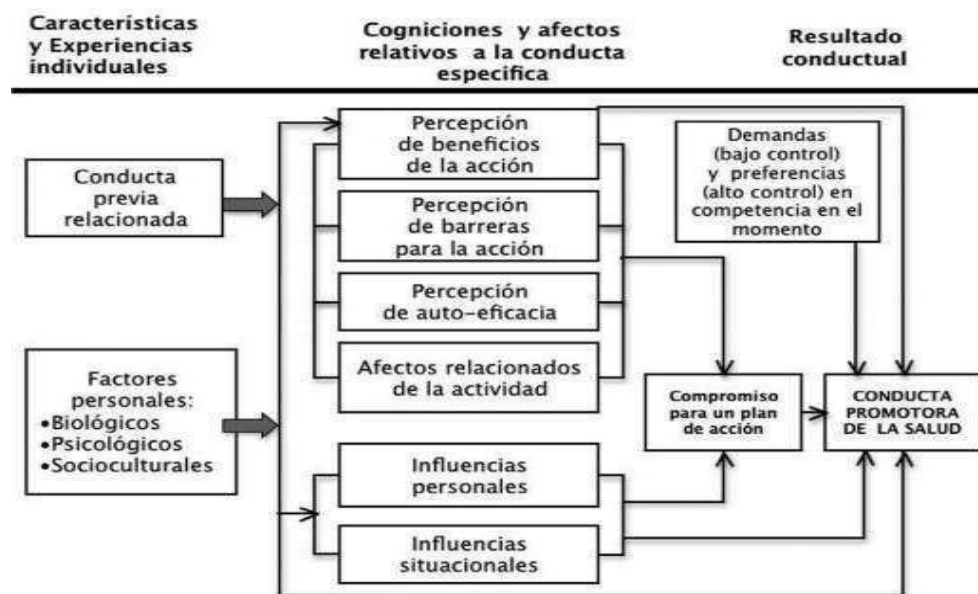 Características
y Experiencias
individuales
Cogniciones y afectos
relativos a la conducta
especifica
Resultado
conductual
Conducta
previa
relacionada
Factores
personales:
•Biológicos
•Psicológicos
•Socioculturales
Percepción
de beneficios
de la acción
Percepción
de barreras
para la acción
Percepción
de auto-eficacia
Afectos relacionados
de la actividad
Influencias
personales
Influencias
situacionales
Demandas
(bajo control)
y preferencias
(alto control) en
competencia en el
momento
Compromiso
para un plan
de acción
CONDUCTA
PROMOTORA
DE LA SALUD